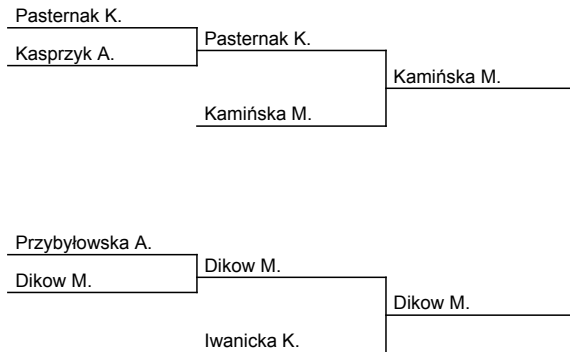 Pasternak K.
Kasprzyk A.
Pasternak K.
Kamińska M.
Kamińska M.
Przybyłowska A.
Dikow M.
Dikow M.
Iwanicka K.
Dikow M.